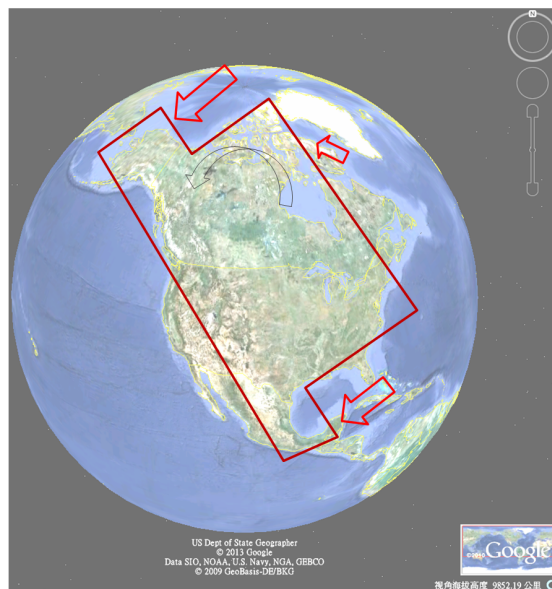 N
US Dept of State Geographer
© 2013 Google
Data SIO, NOAA, U.S. Navy, NGA, GEBCO
© 2009 GeoBasis-DE/BKG
©2010 Google
視角海拔高度 9852.19 公里